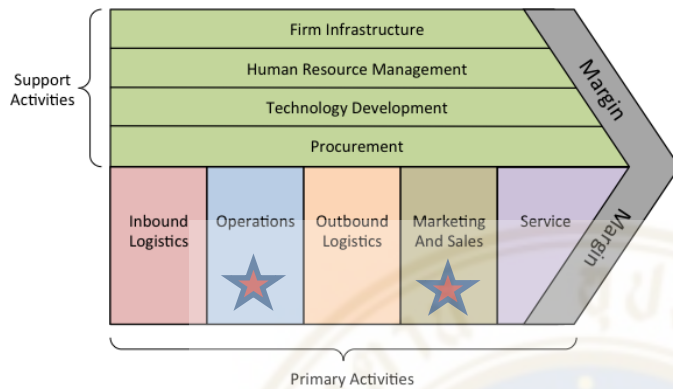 Firm Infrastructure
Human Resource Management
Support
Activities
Technology Development
Procurement
Margin
Inbound
Logistics
Operations
Outbound
Logistics
Marketing
And Sales
Service
Margin
Primary Activities